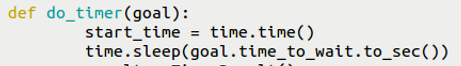 def do_timer(goal):
start_time = time.time()
time.sleep(goal.time_to_wait.to_sec())